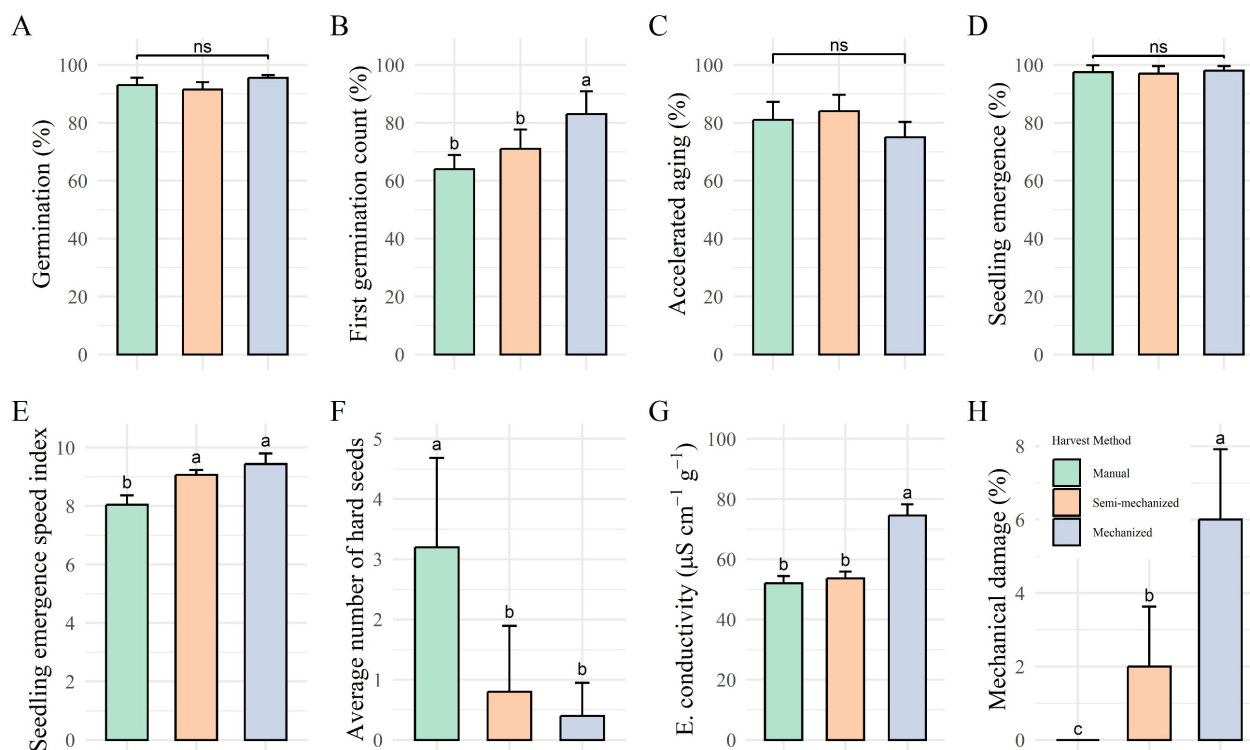 A
Germination (%)
100
80
60
40
20
0
ns
B
First germination count (%)
100
80
60
40
20
0
b
b
a
C
Accelerated aging (%)
100
80
60
40
20
0
ns
D
Seedling emergence (%)
100
80
60
40
20
0
ns
E
Seedling emergence speed index
10
8
6
4
2
0
b
a
a
F
Average number of hard seeds
5
4
3
2
1
0
a
b
b
G
E. conductivity (µS cm⁻¹ g⁻¹)
100
80
60
40
20
0
b
b
a
H
Mechanical damage (%)
8
6
4
2
0
Harvest Method
Manual
Semi-mechanized
Mechanized
c
b
a